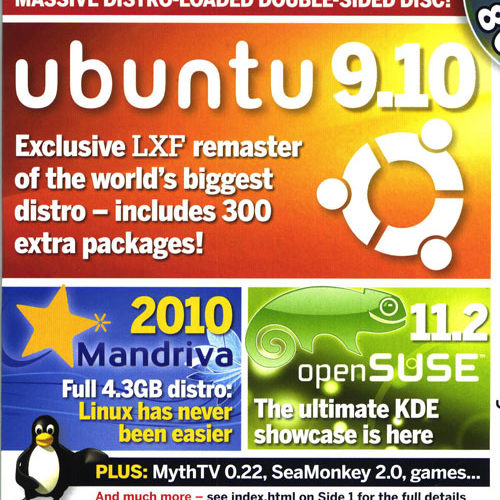 MASSIVE DISTRO-LOADED DOUBLE-SIDED DISC!
ubuntu 9.10
Exclusive LXF remaster
of the world's biggest
distro – includes 300
extra packages!
2010
Mandriva
Full 4.3GB distro:
Linux has never
been easier
11.2
openSUSE
The ultimate KDE
showcase is here
PLUS: MythTV 0.22, SeaMonkey 2.0, games...
And much more – see index.html on Side 1 for the full details